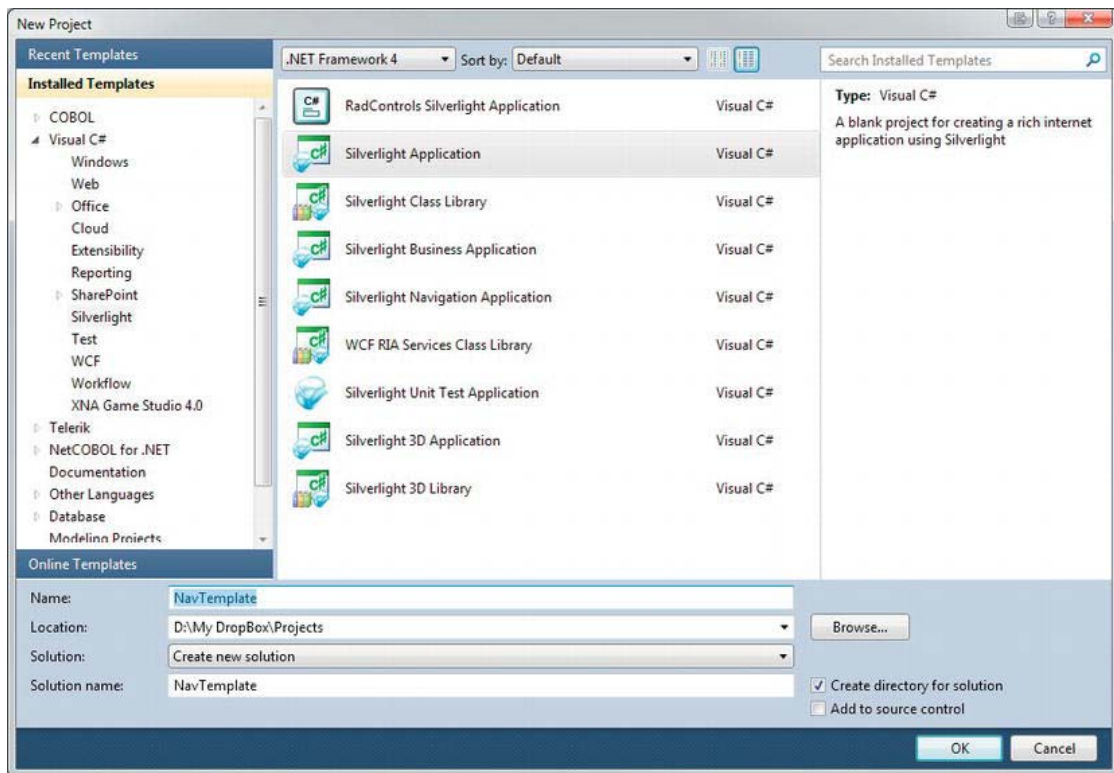 New Project
Recent Templates
Installed Templates
COBOL
Visual C#
Windows
Web
Office
Cloud
Extensibility
Reporting
SharePoint
Silverlight
Test
WCF
Workflow
XNA Game Studio 4.0
Telerik
NetCOBOL for .NET
Documentation
Other Languages
Database
Modeling Projects
Online Templates
.NET Framework 4 Sort by: Default
C# RadControls Silverlight Application Visual C#
C# Silverlight Application Visual C#
C# Silverlight Class Library Visual C#
C# Silverlight Business Application Visual C#
C# Silverlight Navigation Application Visual C#
C# WCF RIA Services Class Library Visual C#
Silverlight Unit Test Application Visual C#
C# Silverlight 3D Application Visual C#
C# Silverlight 3D Library Visual C#
Search Installed Templates
Type: Visual C#
A blank project for creating a rich internet
application using Silverlight
Name: NavTemplate
Location: D:\My DropBox\Projects Browse...
Solution: Create new solution
Solution name: NavTemplate
Create directory for solution
Add to source control
OK Cancel